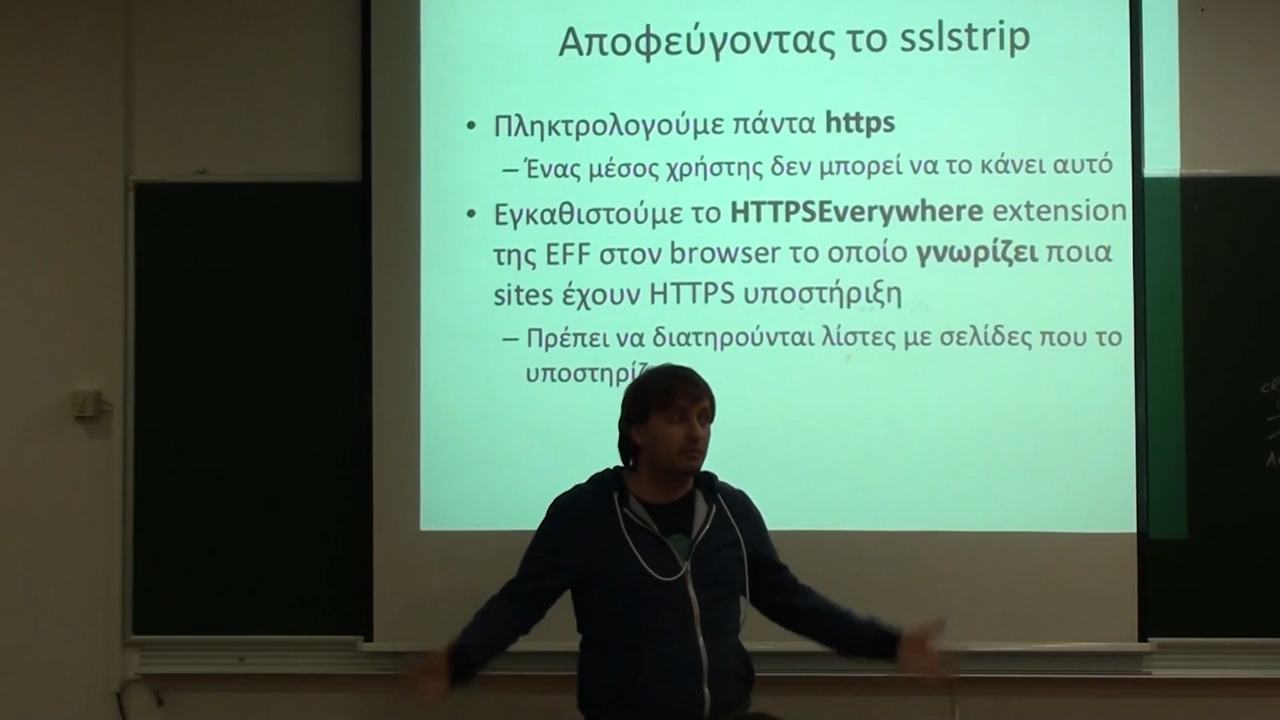 Αποφεύγοντας το sslstrip
• Πληκτρολογούμε πάντα https
– Ένας μέσος χρήστης δεν μπορεί να το κάνει αυτό
• Εγκαθιστούμε το HTTPSEverywhere extension
της EFF στον browser το οποίο γνωρίζει ποια
sites έχουν HTTPS υποστήριξη
– Πρέπει να διατηρούνται λίστες με σελίδες που το